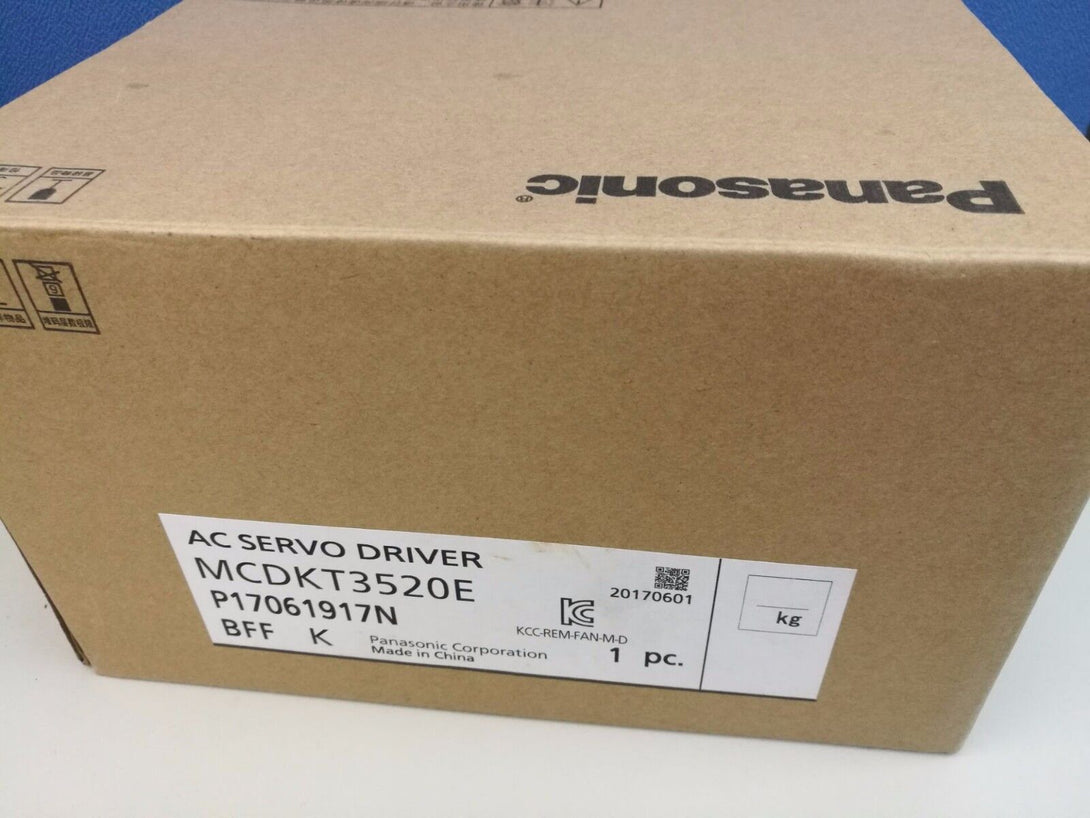 Panasonic®
AC SERVO DRIVER
MCDKT3520E
P17061917N
BFF K
Panasonic Corporation
Made in China
20170601
KCC-REM-FAN-M-D
1 pc.
kg